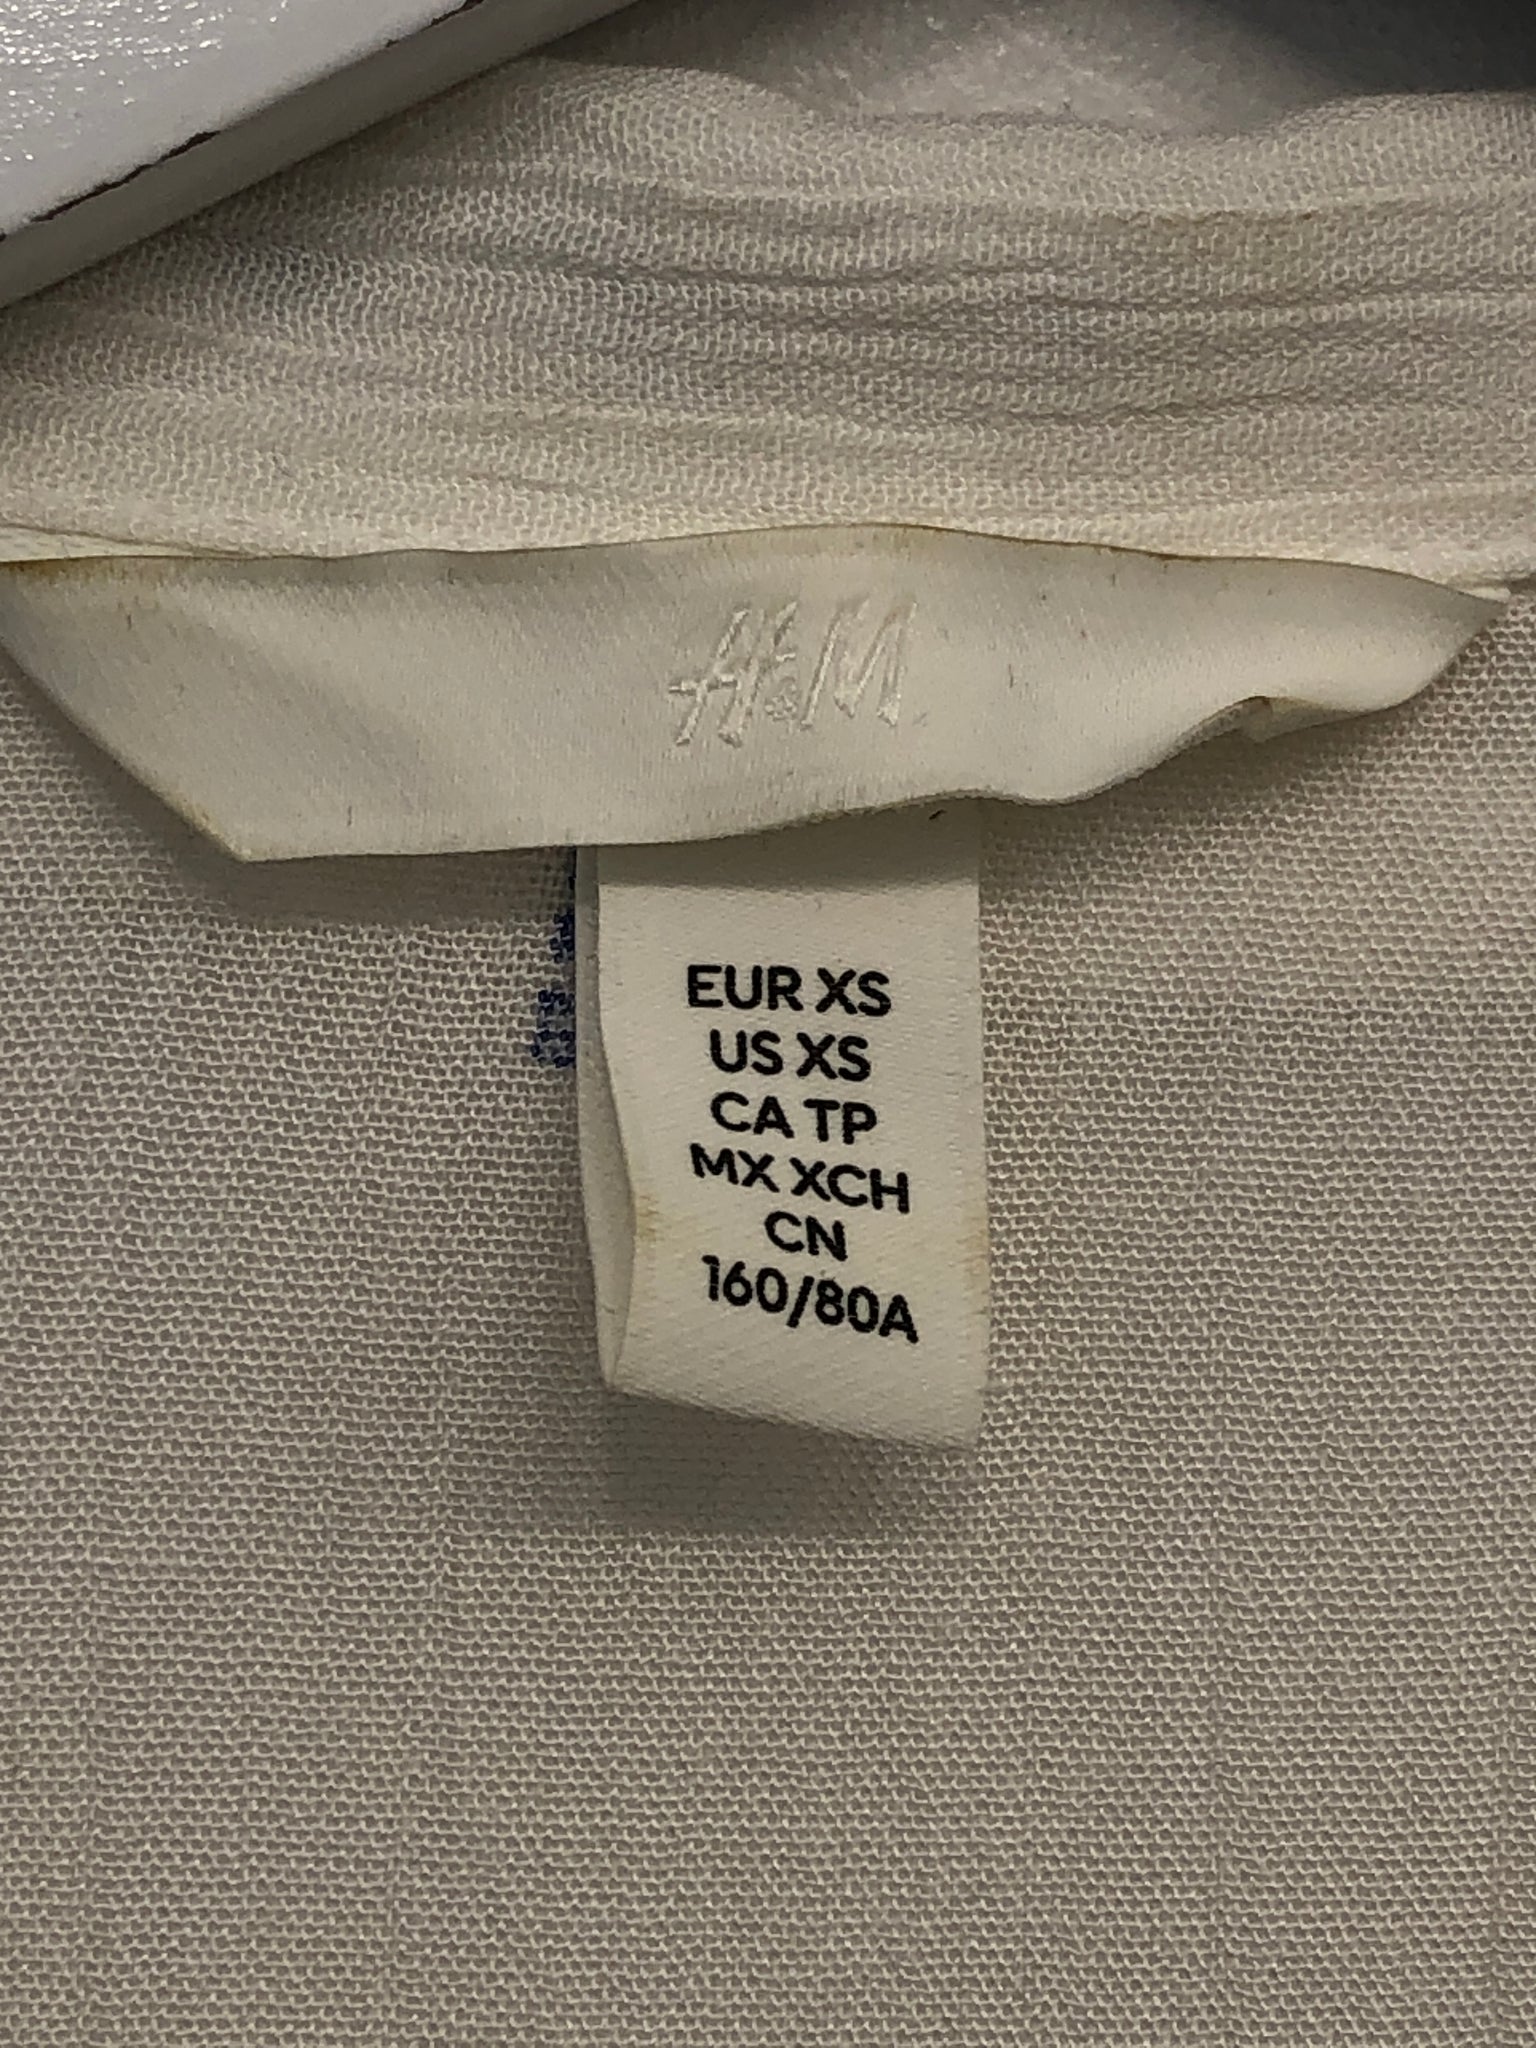 H&M
EUR XS
US XS
CA TP
MX XCH
CN
160/80A